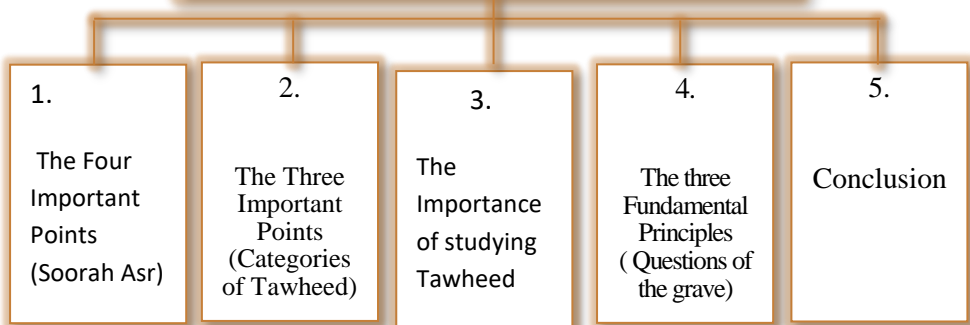 1.
The Four
Important
Points
(Soorah Asr)
2.
The Three
Important
Points
(Categories
of Tawheed)
3.
The
Importance
of studying
Tawheed
4.
The three
Fundamental
Principles
( Questions of
the grave)
5.
Conclusion